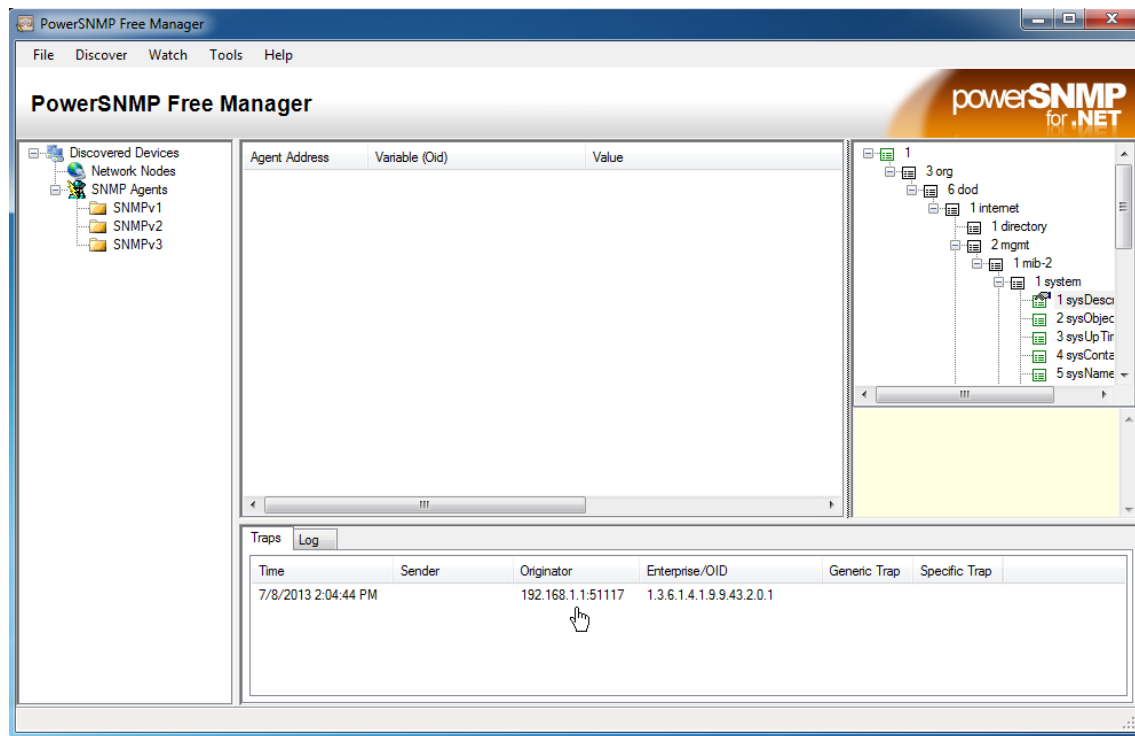 PowerSNMP Free Manager
File Discover Watch Tools Help
PowerSNMP Free Manager
powerSNMP
for .NET
Discovered Devices
Network Nodes
SNMP Agents
SNMPv1
SNMPv2
SNMPv3
Agent Address Variable (Oid) Value
1
3 org
6 dod
1 internet
1 directory
2 mgmt
1 mib-2
1 system
1 sysDescr
2 sysObjec
3 sysUpTir
4 sysConta
5 sysName
Traps Log
Time Sender Originator Enterprise/OID Generic Trap Specific Trap
7/8/2013 2:04:44 PM 192.168.1.1:51117 1.3.6.1.4.1.9.9.43.2.0.1